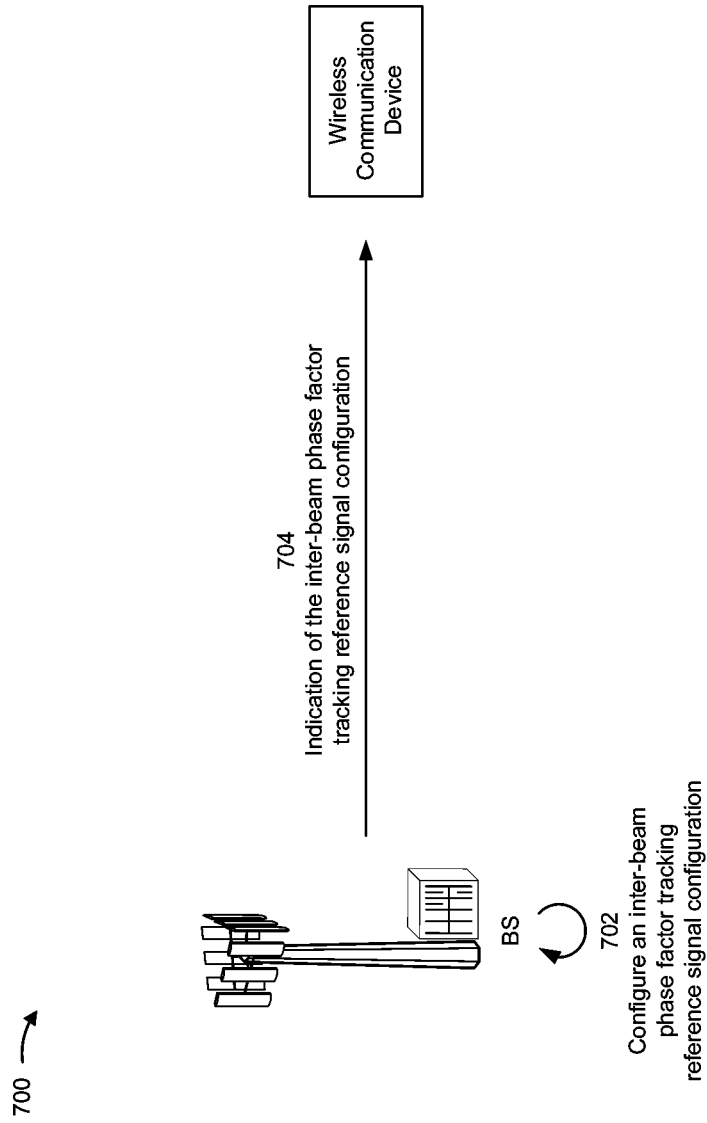 700
704
Indication of the inter-beam phase factor
tracking reference signal configuration
Wireless
Communication
Device
BS
702
Configure an inter-beam
phase factor tracking
reference signal configuration